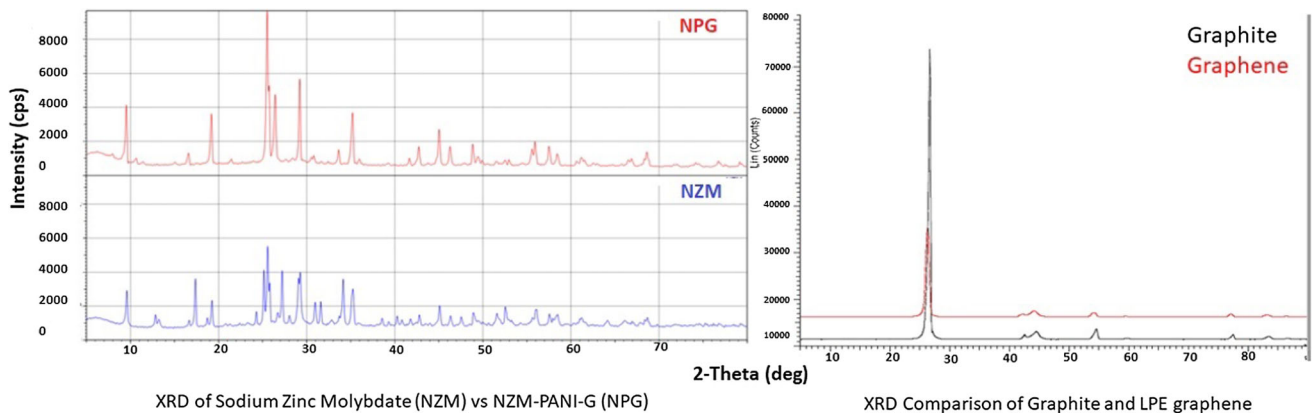 NPG
8000
6000
4000
2000
0
Intensity (cps)
NZM
8000
6000
4000
2000
0
10 20 30 40 50 60 70
80000
70000
60000
50000
40000
30000
20000
10000
Lin (Counts)
Graphite
Graphene
10 20 30 40 50 60 70 80
2-Theta (deg)
XRD of Sodium Zinc Molybdate (NZM) vs NZM-PANI-G (NPG)
XRD Comparison of Graphite and LPE graphene